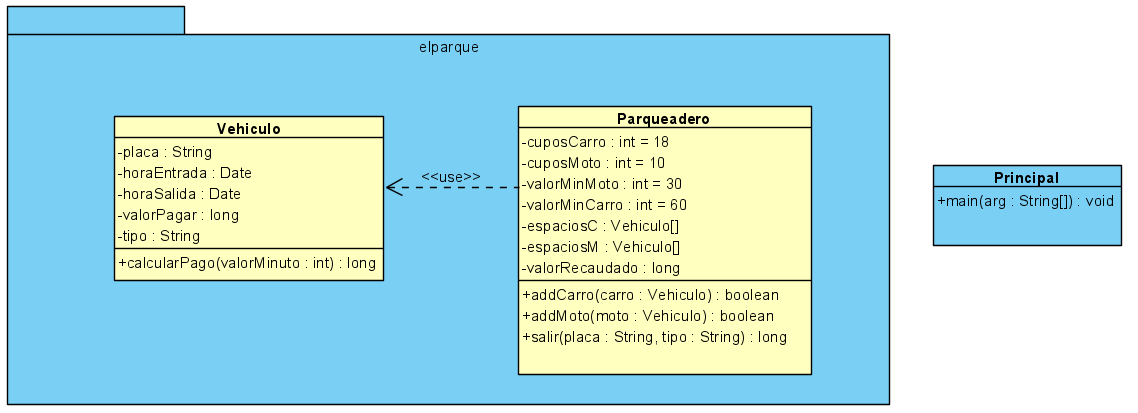 elparque
Vehiculo
-placa : String
-horaEntrada : Date
-horaSalida : Date
-valorPagar : long
-tipo : String
+calcularPago(valorMinuto : int) : long
<<use>>
Parqueadero
-cuposCarro : int = 18
-cuposMoto : int = 10
-valorMinMoto : int = 30
-valorMinCarro : int = 60
-espaciosC : Vehiculo[]
-espaciosM : Vehiculo[]
-valorRecaudado : long
+addCarro(carro : Vehiculo) : boolean
+addMoto(moto : Vehiculo) : boolean
+salir(placa : String, tipo : String) : long
Principal
+main(arg : String[]) : void